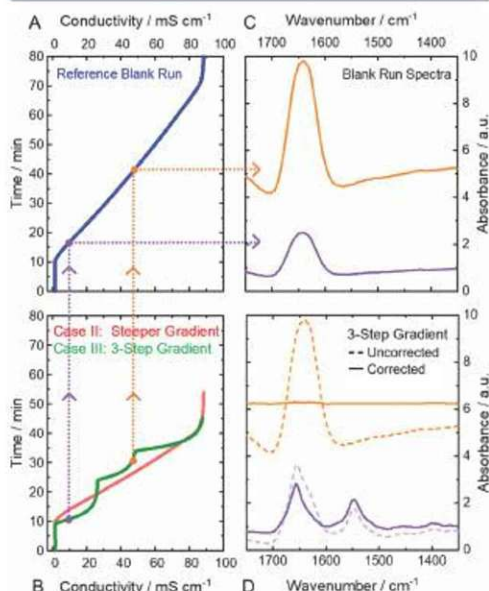 A
Conductivity / mS cm⁻¹
0 20 40 60 80 100
Time / min
80
70
60
50
40
30
20
10
0
Reference Blank Run
C
Wavenumber / cm⁻¹
1700 1600 1500 1400
Blank Run Spectra
10
8
6
4
2
0
Absorbance / a.u.
Time / min
80
70
60
50
40
30
20
10
0
Case II: Steeper Gradient
Case III: 3-Step Gradient
0 20 40 60 80 100
B
Conductivity / mS cm⁻¹
3-Step Gradient
Uncorrected
Corrected
10
8
6
4
2
0
Absorbance / a.u.
1700 1600 1500 1400
D
Wavenumber / cm⁻¹